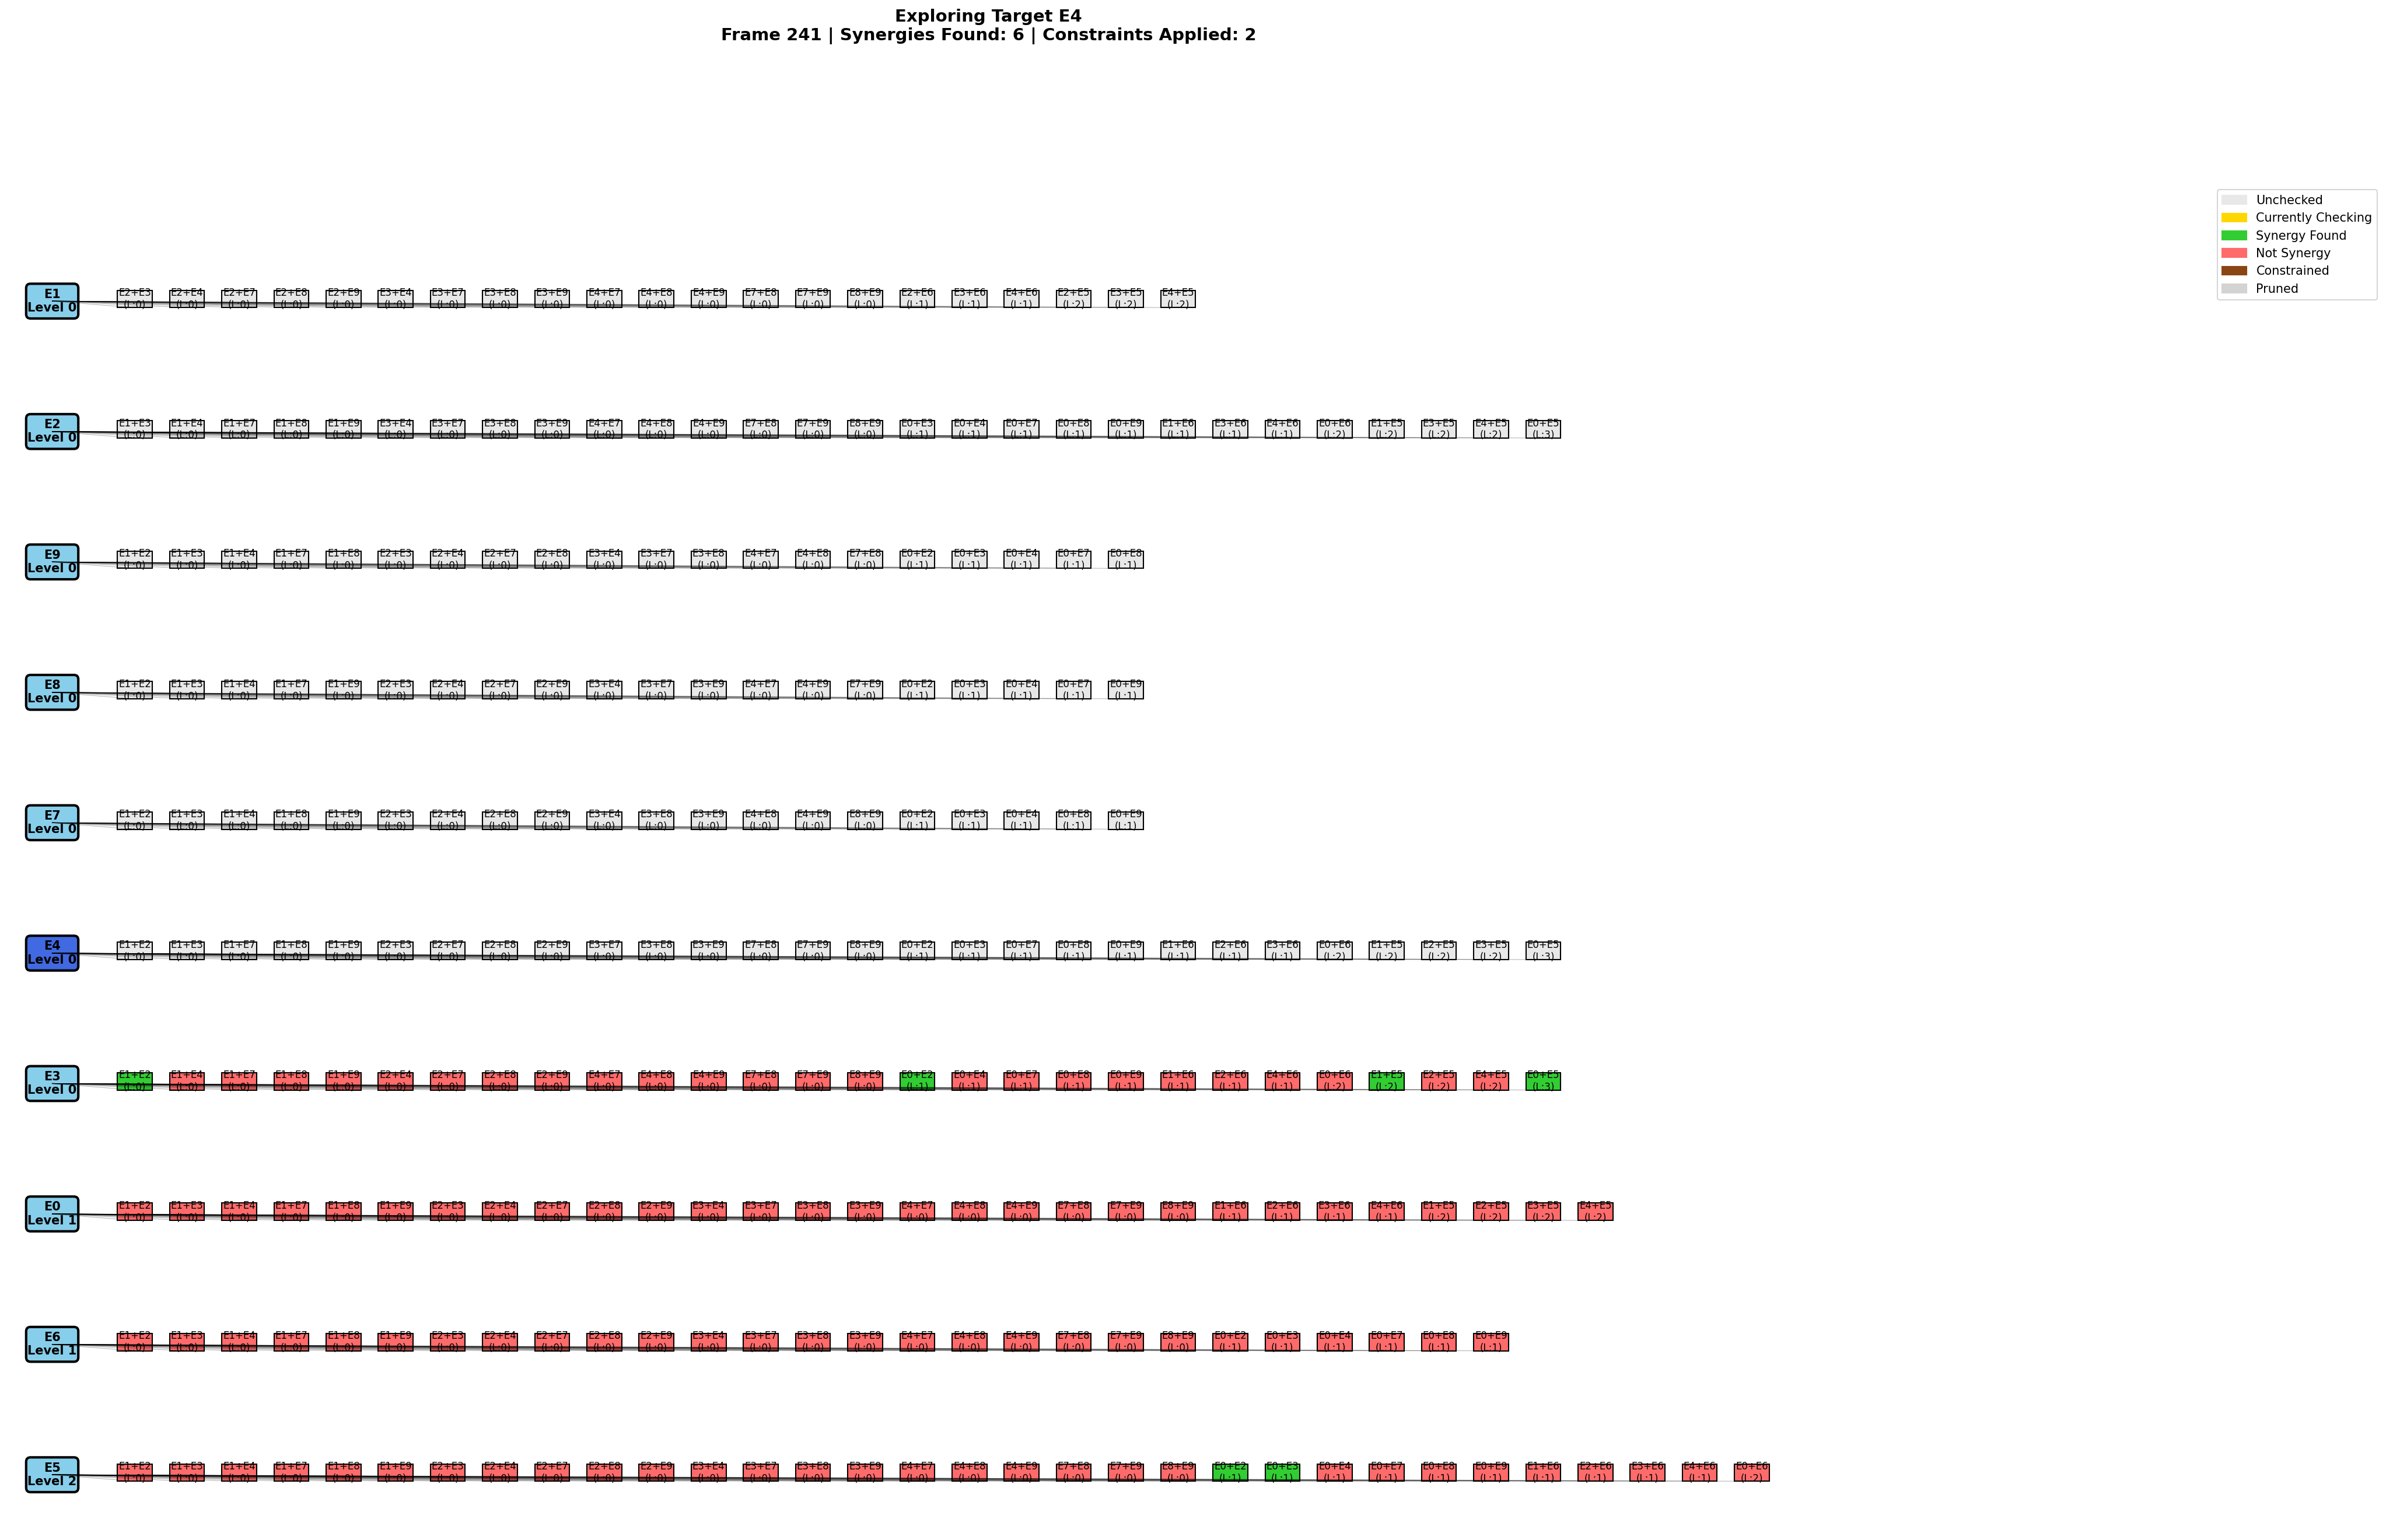 Exploring Target E4
Frame 241 | Synergies Found: 6 | Constraints Applied: 2
Unchecked
Currently Checking
Synergy Found
Not Synergy
Constrained
Pruned
E1 E2+E3 E2+E4 E2+E7 E2+E8 E2+E9 E3+E4 E3+E7 E3+E8 E3+E9 E4+E7 E4+E8 E4+E9 E7+E8 E7+E9 E8+E9 E2+E6 E3+E6 E4+E6 E2+E5 E3+E5 E4+E5
Level 0 (L:0) (L:0) (L:0) (L:0) (L:0) (L:0) (L:0) (L:0) (L:0) (L:0) (L:0) (L:0) (L:0) (L:0) (L:0) (L:1) (L:1) (L:1) (L:2) (L:2) (L:2)
E2 E1+E3 E1+E4 E1+E7 E1+E8 E1+E9 E3+E4 E3+E7 E3+E8 E3+E9 E4+E7 E4+E8 E4+E9 E7+E8 E7+E9 E8+E9 E0+E3 E0+E4 E0+E7 E0+E8 E0+E9 E1+E6 E3+E6 E4+E6 E0+E6 E1+E5 E3+E5 E4+E5 E0+E5
Level 0 (L:0) (L:0) (L:0) (L:0) (L:0) (L:0) (L:0) (L:0) (L:0) (L:0) (L:0) (L:0) (L:0) (L:0) (L:0) (L:1) (L:1) (L:1) (L:1) (L:1) (L:1) (L:1) (L:1) (L:2) (L:2) (L:2) (L:2) (L:3)
E9 E1+E2 E1+E3 E1+E4 E1+E7 E1+E8 E2+E3 E2+E4 E2+E7 E2+E8 E3+E4 E3+E7 E3+E8 E4+E7 E4+E8 E7+E8 E0+E2 E0+E3 E0+E4 E0+E7 E0+E8
Level 0 (L:0) (L:0) (L:0) (L:0) (L:0) (L:0) (L:0) (L:0) (L:0) (L:0) (L:0) (L:0) (L:0) (L:0) (L:0) (L:1) (L:1) (L:1) (L:1) (L:1)
E8 E1+E2 E1+E3 E1+E4 E1+E7 E1+E9 E2+E3 E2+E4 E2+E7 E2+E9 E3+E4 E3+E7 E3+E9 E4+E7 E4+E9 E7+E9 E0+E2 E0+E3 E0+E4 E0+E7 E0+E9
Level 0 (L:0) (L:0) (L:0) (L:0) (L:0) (L:0) (L:0) (L:0) (L:0) (L:0) (L:0) (L:0) (L:0) (L:0) (L:0) (L:1) (L:1) (L:1) (L:1) (L:1)
E7 E1+E2 E1+E3 E1+E4 E1+E8 E1+E9 E2+E3 E2+E4 E2+E8 E2+E9 E3+E4 E3+E8 E3+E9 E4+E8 E4+E9 E8+E9 E0+E2 E0+E3 E0+E4 E0+E8 E0+E9
Level 0 (L:0) (L:0) (L:0) (L:0) (L:0) (L:0) (L:0) (L:0) (L:0) (L:0) (L:0) (L:0) (L:0) (L:0) (L:0) (L:1) (L:1) (L:1) (L:1) (L:1)
E4 E1+E2 E1+E3 E1+E7 E1+E8 E1+E9 E2+E3 E2+E7 E2+E8 E2+E9 E3+E7 E3+E8 E3+E9 E7+E8 E7+E9 E8+E9 E0+E2 E0+E3 E0+E7 E0+E8 E0+E9 E1+E6 E2+E6 E3+E6 E0+E6 E1+E5 E2+E5 E3+E5 E0+E5
Level 0 (L:0) (L:0) (L:0) (L:0) (L:0) (L:0) (L:0) (L:0) (L:0) (L:0) (L:0) (L:0) (L:0) (L:0) (L:0) (L:1) (L:1) (L:1) (L:1) (L:1) (L:1) (L:1) (L:1) (L:2) (L:2) (L:2) (L:2) (L:3)
E3 E1+E2 E1+E4 E1+E7 E1+E8 E1+E9 E2+E4 E2+E7 E2+E8 E2+E9 E4+E7 E4+E8 E4+E9 E7+E8 E7+E9 E8+E9 E0+E2 E0+E4 E0+E7 E0+E8 E0+E9 E1+E6 E2+E6 E4+E6 E0+E6 E1+E5 E2+E5 E4+E5 E0+E5
Level 0 (L:0) (L:0) (L:0) (L:0) (L:0) (L:0) (L:0) (L:0) (L:0) (L:0) (L:0) (L:0) (L:0) (L:0) (L:0) (L:1) (L:1) (L:1) (L:1) (L:1) (L:1) (L:1) (L:1) (L:2) (L:2) (L:2) (L:2) (L:3)
E0 E1+E2 E1+E3 E1+E4 E1+E7 E1+E8 E1+E9 E2+E3 E2+E4 E2+E7 E2+E8 E2+E9 E3+E4 E3+E7 E3+E8 E3+E9 E4+E7 E4+E8 E4+E9 E7+E8 E7+E9 E8+E9 E1+E6 E2+E6 E3+E6 E4+E6 E1+E5 E2+E5 E3+E5 E4+E5
Level 1 (L:0) (L:0) (L:0) (L:0) (L:0) (L:0) (L:0) (L:0) (L:0) (L:0) (L:0) (L:0) (L:0) (L:0) (L:0) (L:0) (L:0) (L:0) (L:0) (L:0) (L:0) (L:1) (L:1) (L:1) (L:1) (L:2) (L:2) (L:2) (L:2)
E6 E1+E2 E1+E3 E1+E4 E1+E7 E1+E8 E1+E9 E2+E3 E2+E4 E2+E7 E2+E8 E2+E9 E3+E4 E3+E7 E3+E8 E3+E9 E4+E7 E4+E8 E4+E9 E7+E8 E7+E9 E8+E9 E0+E2 E0+E3 E0+E4 E0+E7 E0+E8 E0+E9
Level 1 (L:0) (L:0) (L:0) (L:0) (L:0) (L:0) (L:0) (L:0) (L:0) (L:0) (L:0) (L:0) (L:0) (L:0) (L:0) (L:0) (L:0) (L:0) (L:0) (L:0) (L:0) (L:1) (L:1) (L:1) (L:1) (L:1) (L:1)
E5 E1+E2 E1+E3 E1+E4 E1+E7 E1+E8 E1+E9 E2+E3 E2+E4 E2+E7 E2+E8 E2+E9 E3+E4 E3+E7 E3+E8 E3+E9 E4+E7 E4+E8 E4+E9 E7+E8 E7+E9 E8+E9 E0+E2 E0+E3 E0+E4 E0+E7 E0+E8 E0+E9 E1+E6 E2+E6 E3+E6 E4+E6 E0+E6
Level 2 (L:0) (L:0) (L:0) (L:0) (L:0) (L:0) (L:0) (L:0) (L:0) (L:0) (L:0) (L:0) (L:0) (L:0) (L:0) (L:0) (L:0) (L:0) (L:0) (L:0) (L:0) (L:1) (L:1) (L:1) (L:1) (L:1) (L:1) (L:1) (L:1) (L:1) (L:1) (L:2)